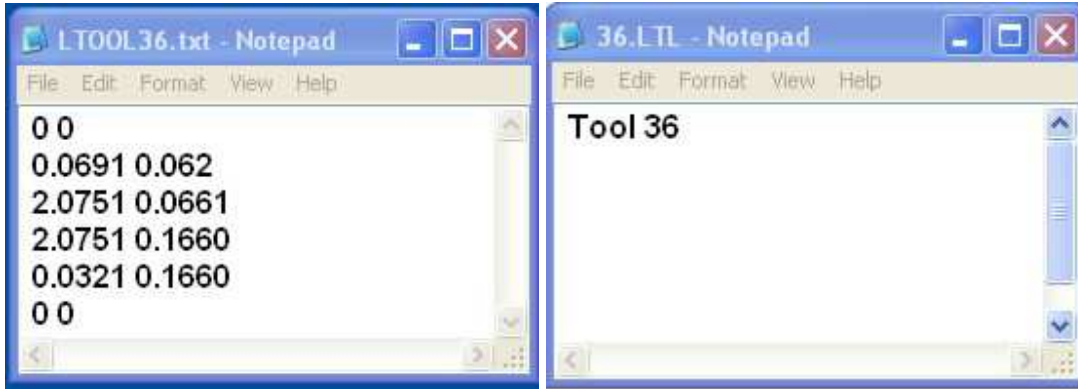 LTOOL36.txt - Notepad
File Edit Format View Help
0 0
0.0691 0.062
2.0751 0.0661
2.0751 0.1660
0.0321 0.1660
0 0
36.LTL - Notepad
File Edit Format View Help
Tool 36